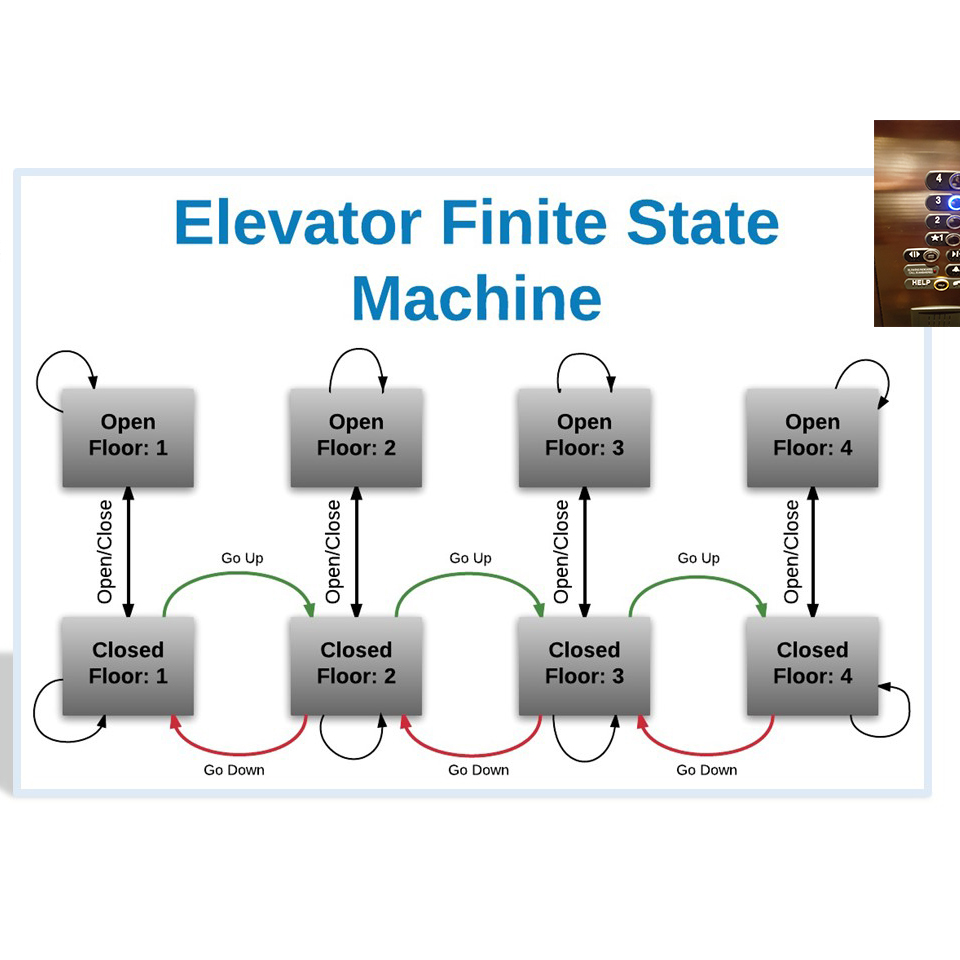 Elevator Finite State
Machine
4
3
2
★1
HELP
Open
Floor: 1
Open
Floor: 2
Open
Floor: 3
Open
Floor: 4
Open/Close
Open/Close
Open/Close
Open/Close
Go Up
Go Up
Go Up
Closed
Floor: 1
Closed
Floor: 2
Closed
Floor: 3
Closed
Floor: 4
Go Down
Go Down
Go Down